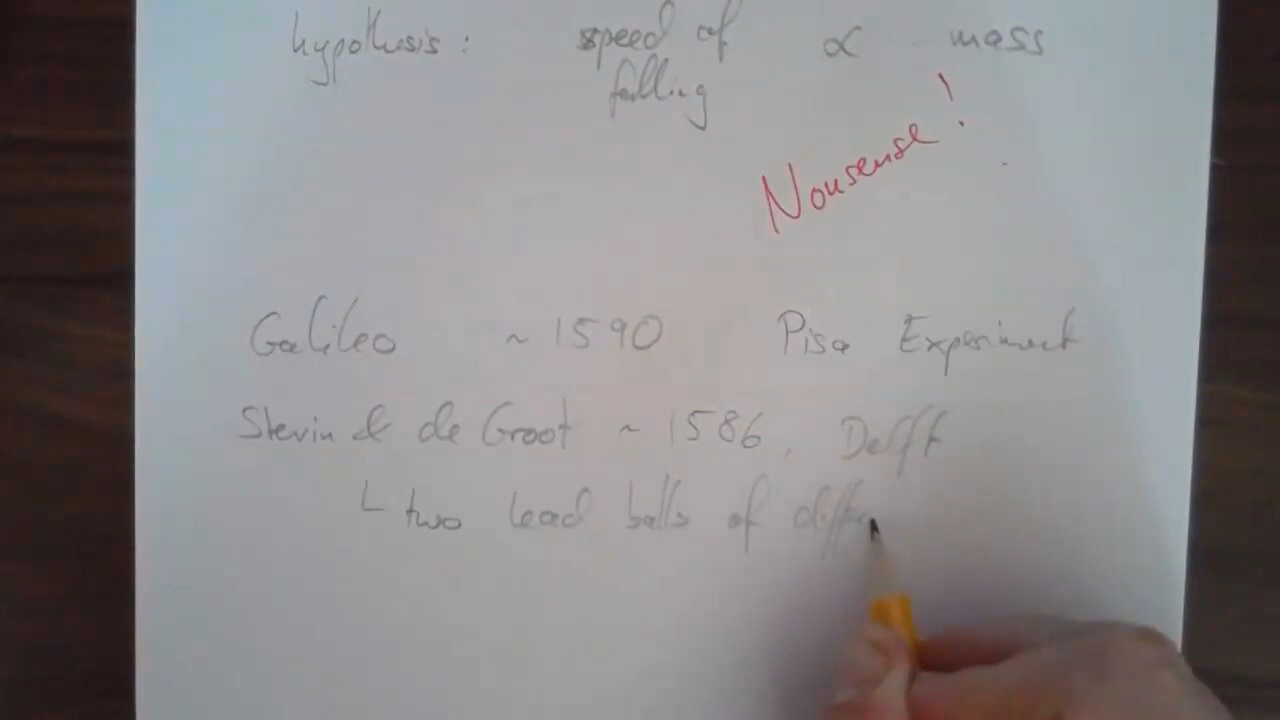 hypothesis: speed of ∝ mass
falling
Nonsense!
Galileo ~1590 Pisa Experiment
Stevin & de Groot ~1586, Delft
└ two lead balls of differ